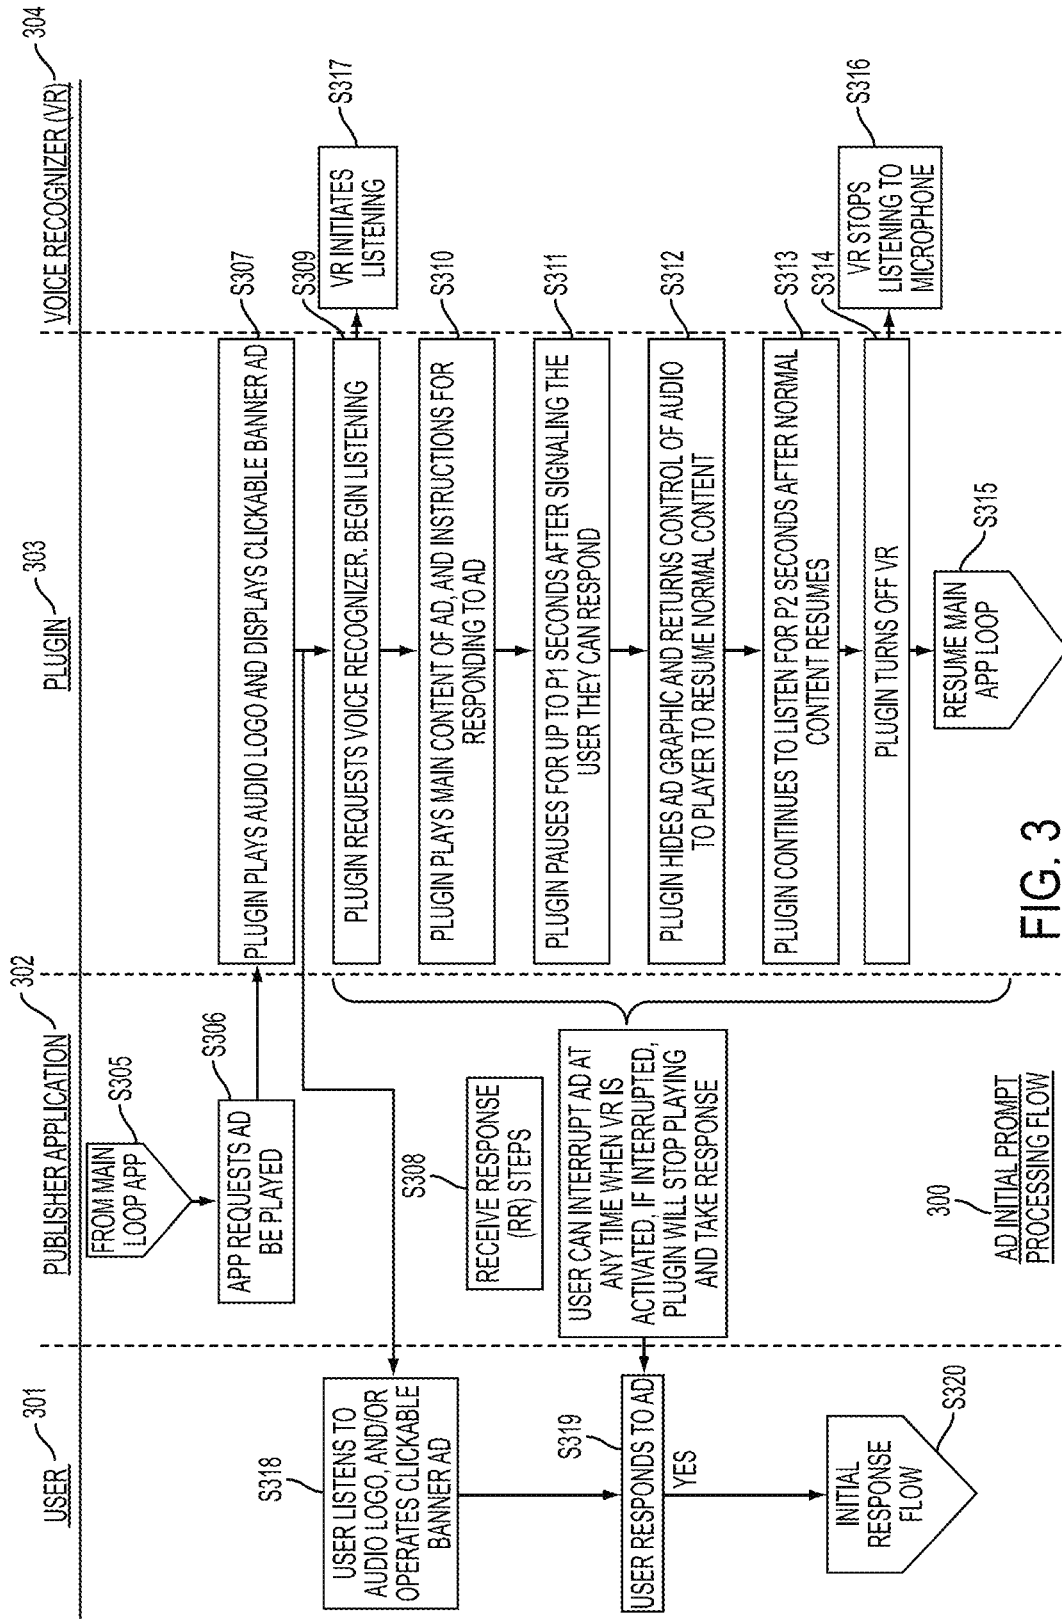 USER
301
PUBLISHER APPLICATION
302
PLUGIN
303
VOICE RECOGNIZER (VR)
304
FROM MAIN
LOOP APP
S305
APP REQUESTS AD
BE PLAYED
S306
PLUGIN PLAYS AUDIO LOGO AND DISPLAYS CLICKABLE BANNER AD
S307
USER LISTENS TO
AUDIO LOGO, AND/OR
OPERATES CLICKABLE
BANNER AD
S318
PLUGIN REQUESTS VOICE RECOGNIZER. BEGIN LISTENING
S309
VR INITIATES
LISTENING
S317
PLUGIN PLAYS MAIN CONTENT OF AD, AND INSTRUCTIONS FOR
RESPONDING TO AD
S310
RECEIVE RESPONSE
(RR) STEPS
S308
PLUGIN PAUSES FOR UP TO P1 SECONDS AFTER SIGNALING THE
USER THEY CAN RESPOND
S311
USER CAN INTERRUPT AD AT
ANY TIME WHEN VR IS
ACTIVATED, IF INTERRUPTED,
PLUGIN WILL STOP PLAYING
AND TAKE RESPONSE
USER RESPONDS TO AD
S319
YES
PLUGIN HIDES AD GRAPHIC AND RETURNS CONTROL OF AUDIO
TO PLAYER TO RESUME NORMAL CONTENT
S312
PLUGIN CONTINUES TO LISTEN FOR P2 SECONDS AFTER NORMAL
CONTENT RESUMES
S313
PLUGIN TURNS OFF VR
S314
VR STOPS
LISTENING TO
MICROPHONE
S316
INITIAL
RESPONSE
FLOW
S320
RESUME MAIN
APP LOOP
S315
300
AD INITIAL PROMPT
PROCESSING FLOW
FIG. 3